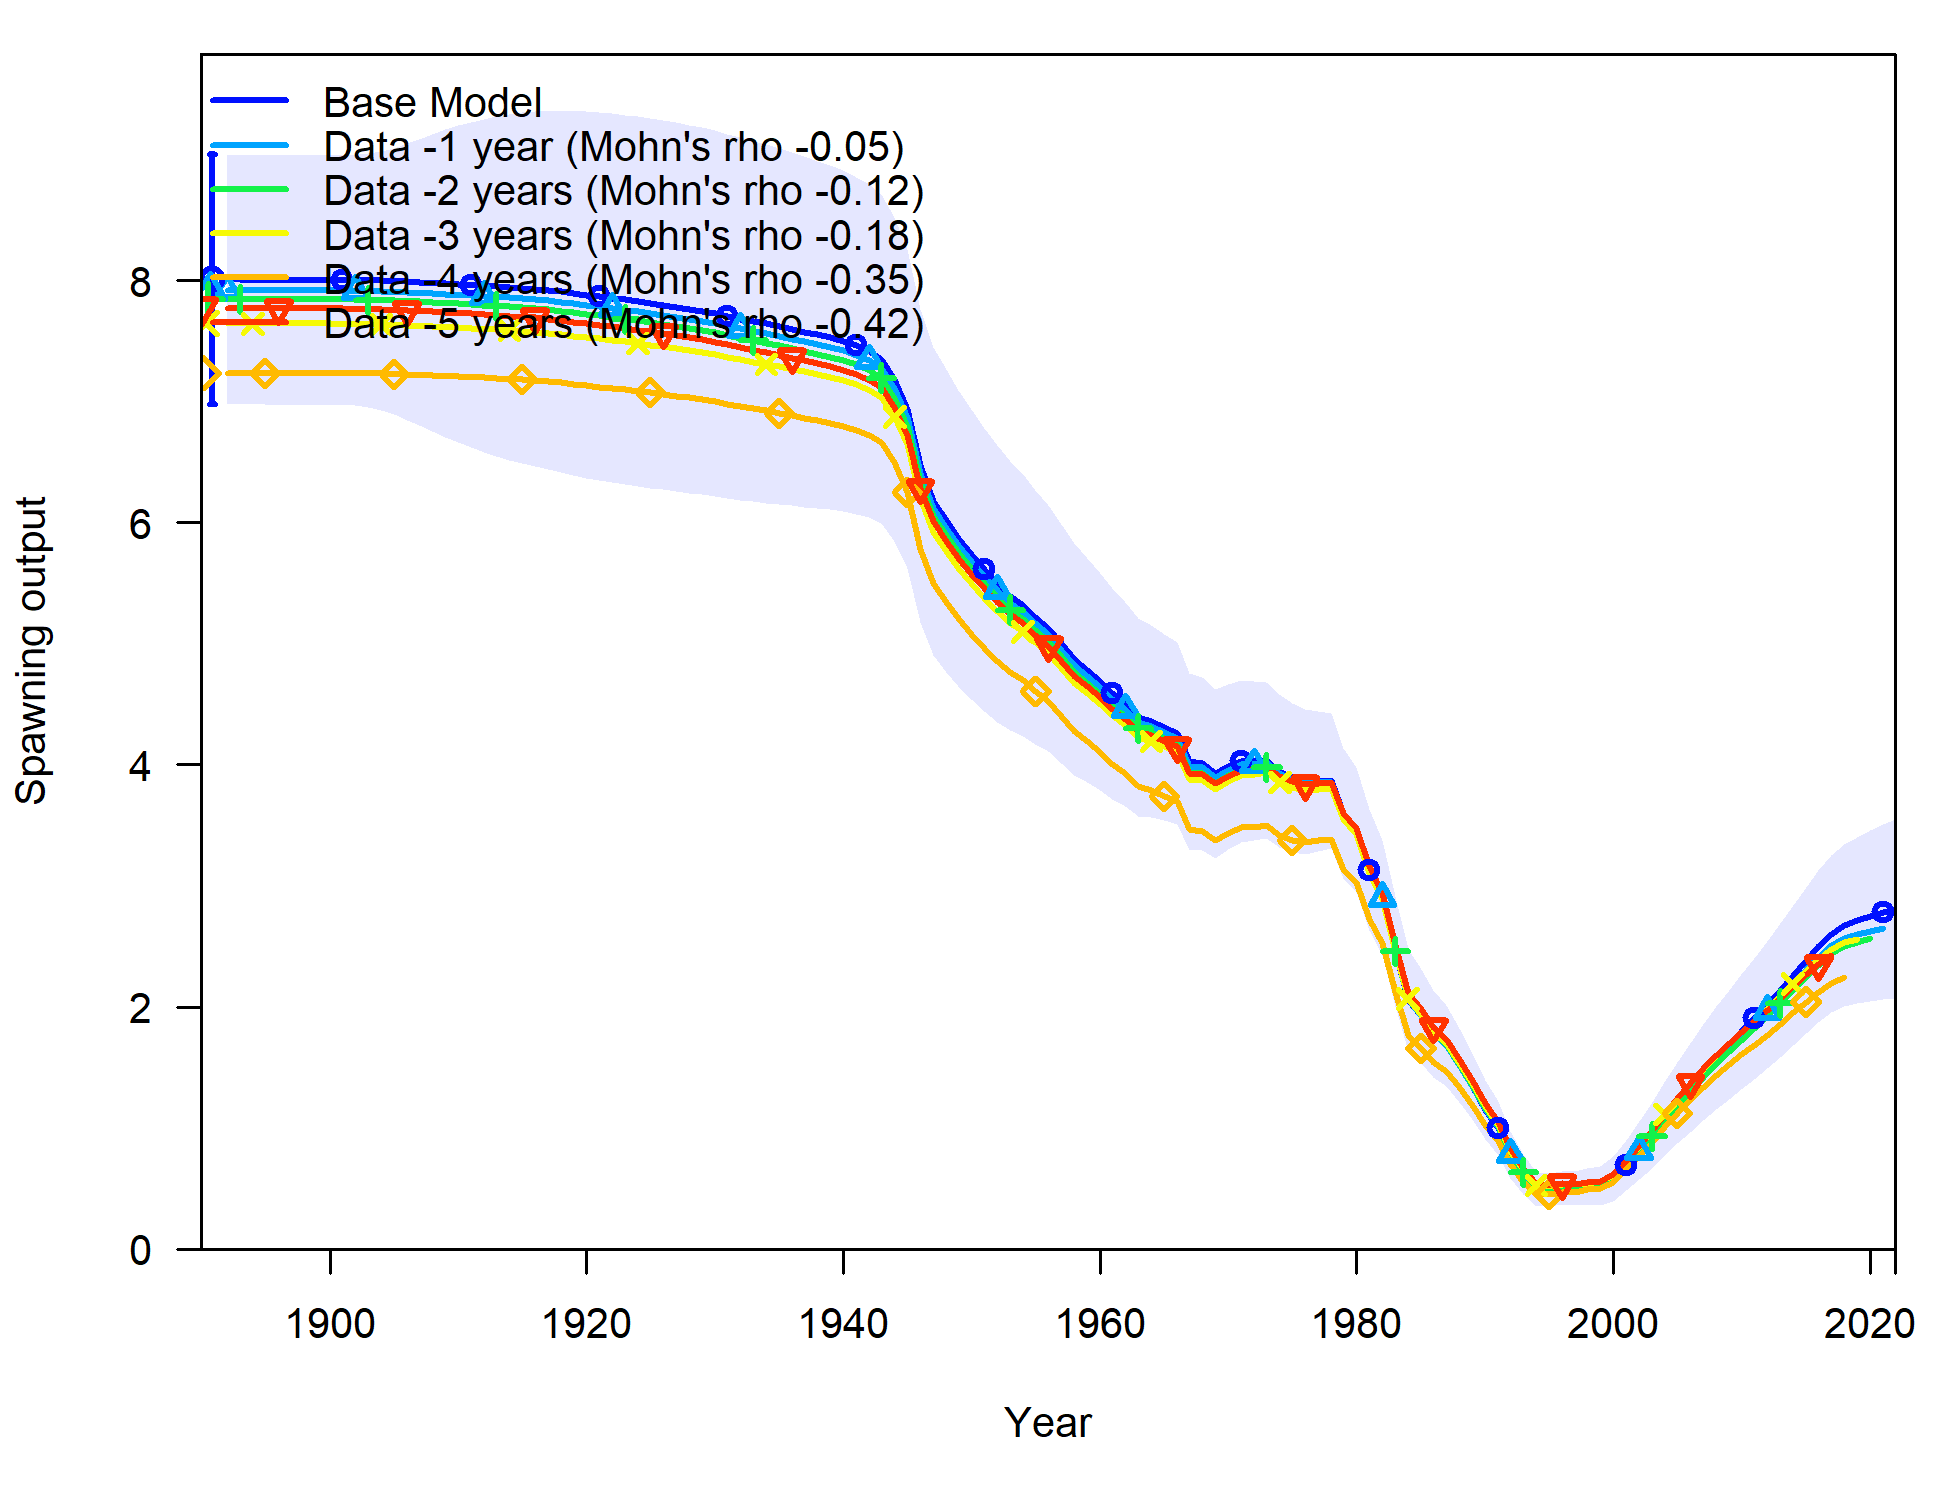 Base Model
Data -1 year (Mohn's rho -0.05)
Data -2 years (Mohn's rho -0.12)
Data -3 years (Mohn's rho -0.18)
Data -4 years (Mohn's rho -0.35)
Data -5 years (Mohn's rho -0.42)
Spawning output
8
6
4
2
0
1900 1920 1940 1960 1980 2000 2020
Year